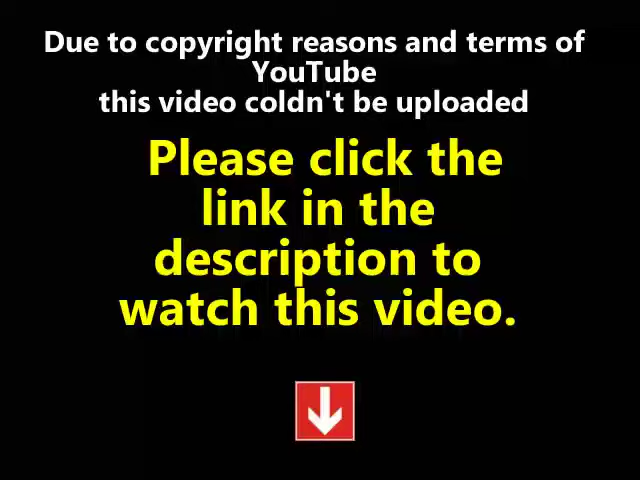 Due to copyright reasons and terms of
YouTube
this video coldn't be uploaded
Please click the
link in the
description to
watch this video.